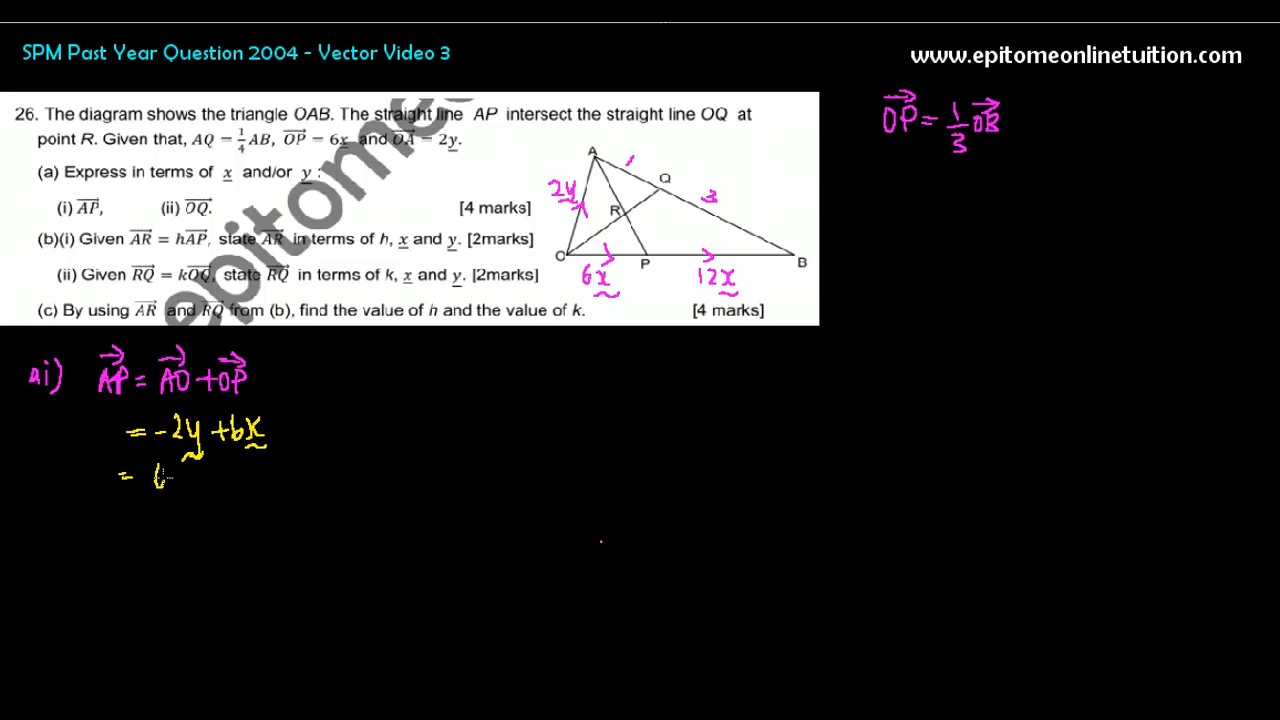 SPM Past Year Question 2004 - Vector Video 3
www.epitomeonlinetuition.com
26. The diagram shows the triangle OAB. The straight line AP intersect the straight line OQ at
point R. Given that, AQ = 1/4 AB, OP→ = 6x and OA→ = 2y.
(a) Express in terms of x and/or y :
(i) AP→, (ii) OQ→. [4 marks]
(b)(i) Given AR→ = hAP→, state AR→ in terms of h, x and y. [2marks]
(ii) Given RQ→ = kOQ→, state RQ→ in terms of k, x and y. [2marks]
(c) By using AR→ and RQ→ from (b), find the value of h and the value of k. [4 marks]
epitome
A
1
Q
2y
3
R
O
P
B
6x
12x
OP→ = 1/3 OB→
ai) AP→ = AO→ + OP→
= -2y + 6x
= 6